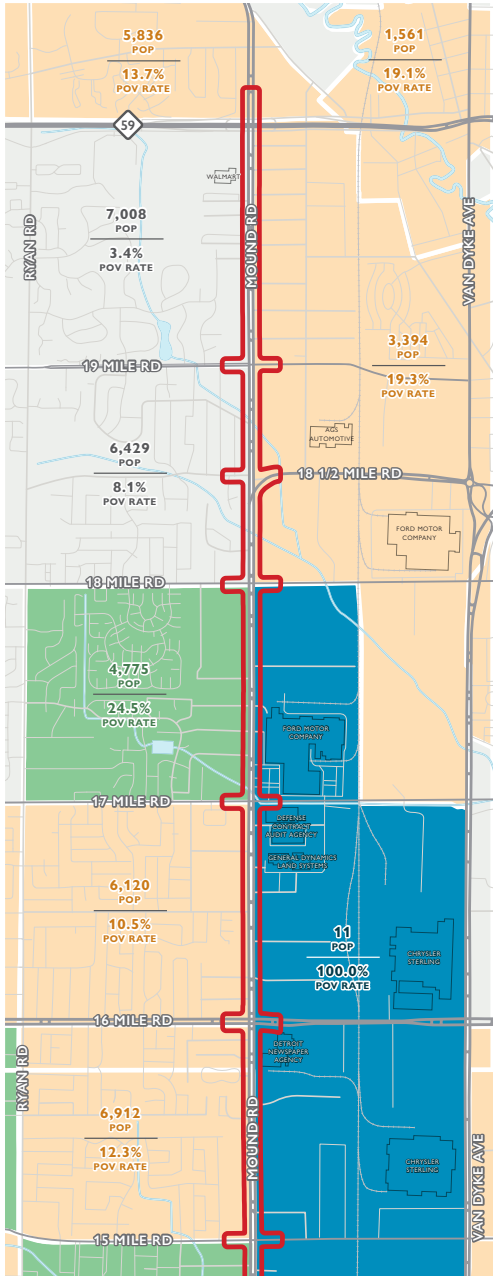 5,836
POP
13.7%
POV RATE
1,561
POP
19.1%
POV RATE
59
WALMART
7,008
POP
3.4%
POV RATE
RYAN RD
MOUND RD
VAN DYKE AVE
3,394
POP
19.3%
POV RATE
19 MILE RD
AGS
AUTOMOTIVE
6,429
POP
8.1%
POV RATE
18 1/2 MILE RD
FORD MOTOR
COMPANY
18 MILE RD
4,775
POP
24.5%
POV RATE
FORD MOTOR
COMPANY
17 MILE RD
DEFENSE
CONTRACT
AUDIT AGENCY
GENERAL DYNAMICS
LAND SYSTEMS
6,120
POP
10.5%
POV RATE
11
POP
100.0%
POV RATE
CHRYSLER
STERLING
16 MILE RD
DETROIT
NEWSPAPER
AGENCY
RYAN RD
MOUND RD
6,912
POP
12.3%
POV RATE
CHRYSLER
STERLING
VAN DYKE AVE
15 MILE RD